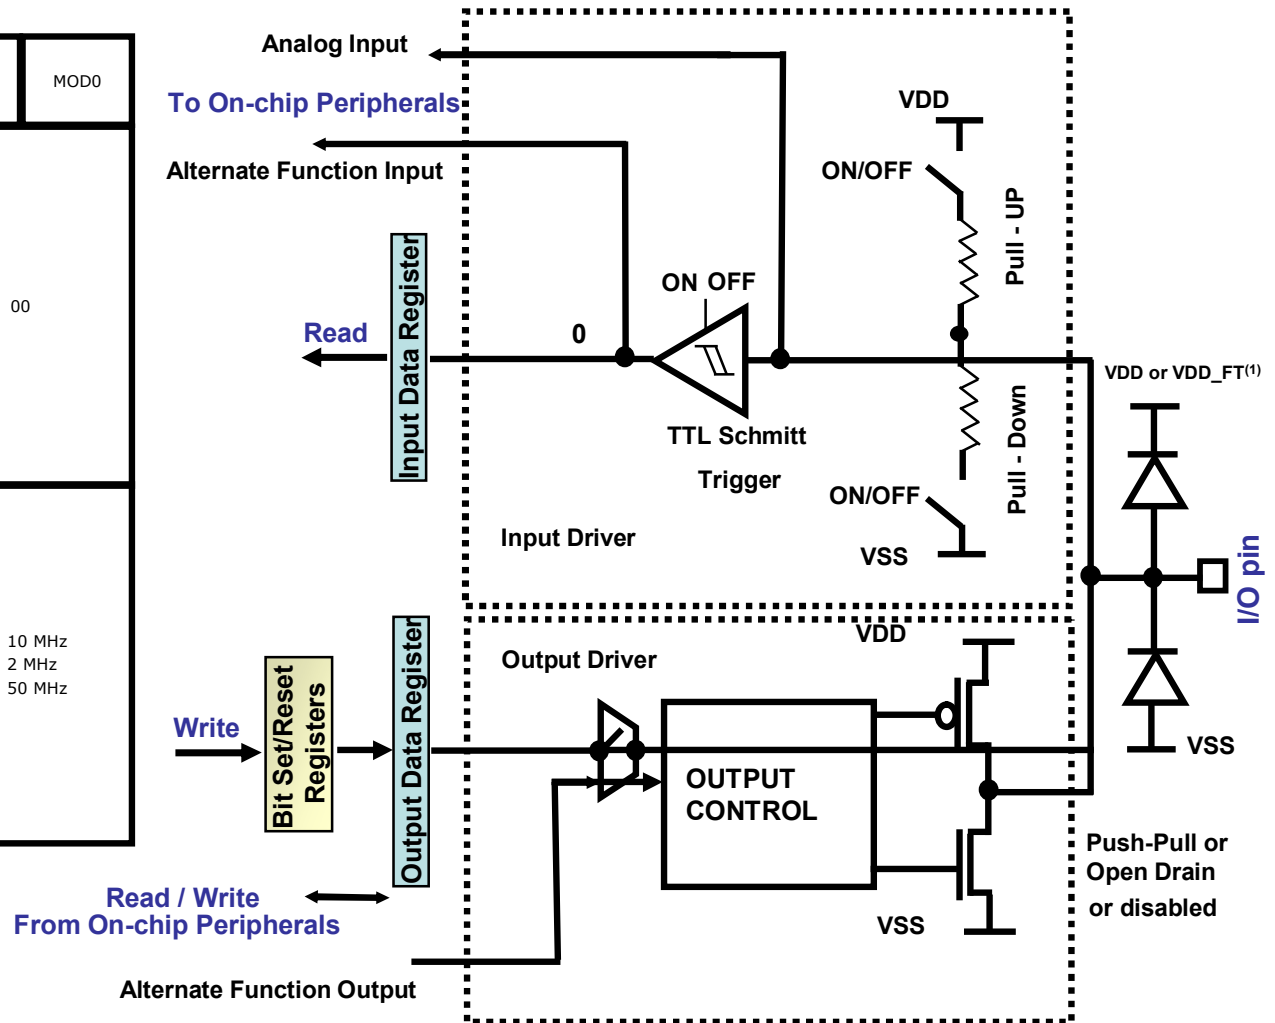 MOD0
00
10 MHz
2 MHz
50 MHz
Analog Input
To On-chip Peripherals
Alternate Function Input
Read
Input Data Register
0
ON OFF
TTL Schmitt
Trigger
Input Driver
VDD
ON/OFF
Pull - UP
Pull - Down
ON/OFF
VSS
VDD or VDD_FT(1)
I/O pin
VSS
Write
Bit Set/Reset
Registers
Output Data Register
Output Driver
VDD
OUTPUT
CONTROL
VSS
Push-Pull or
Open Drain
or disabled
Read / Write
From On-chip Peripherals
Alternate Function Output